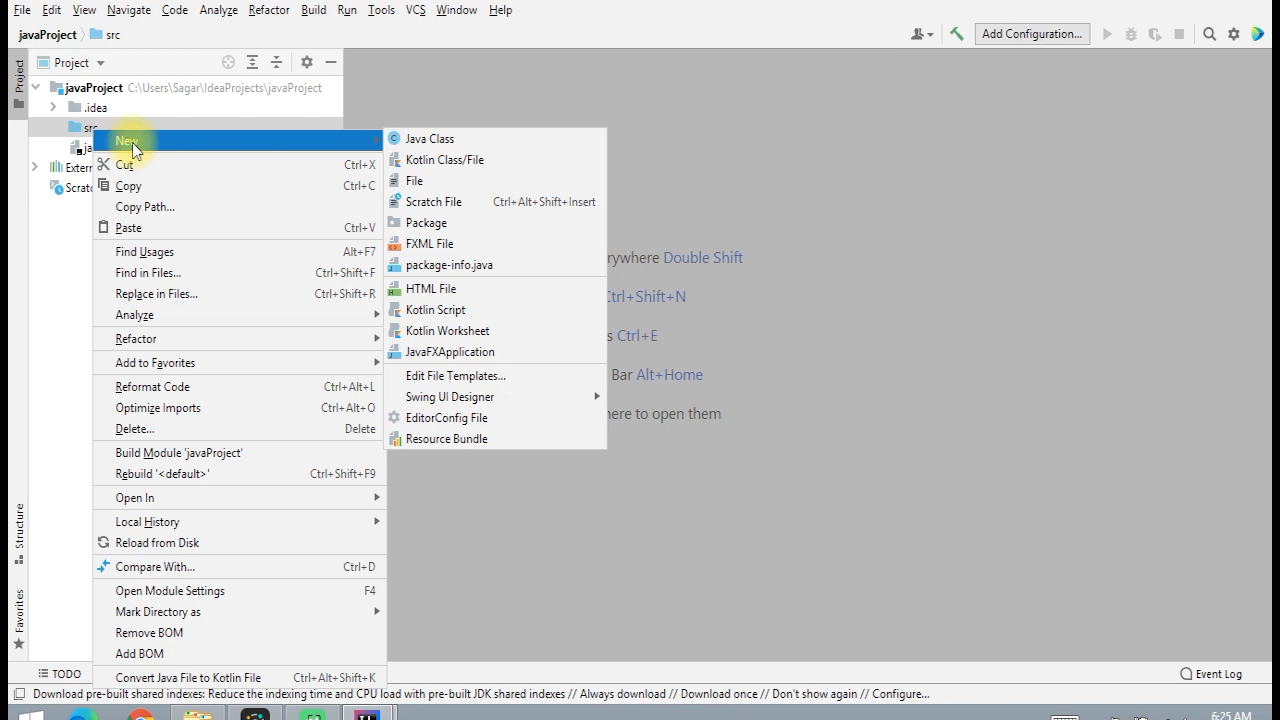 File Edit View Navigate Code Analyze Refactor Build Run Tools VCS Window Help
javaProject src Add Configuration...
Project
Project
javaProject C:\Users\Sagar\IdeaProjects\javaProject
.idea
src
ja
Extern
Scratc
New
Cut Ctrl+X
Copy Ctrl+C
Copy Path...
Paste Ctrl+V
Find Usages Alt+F7
Find in Files... Ctrl+Shift+F
Replace in Files... Ctrl+Shift+R
Analyze
Refactor
Add to Favorites
Reformat Code Ctrl+Alt+L
Optimize Imports Ctrl+Alt+O
Delete... Delete
Build Module 'javaProject'
Rebuild '<default>' Ctrl+Shift+F9
Open In
Local History
Reload from Disk
Compare With... Ctrl+D
Open Module Settings F4
Mark Directory as
Remove BOM
Add BOM
Convert Java File to Kotlin File Ctrl+Alt+Shift+K
Java Class
Kotlin Class/File
File
Scratch File Ctrl+Alt+Shift+Insert
Package
FXML File
package-info.java
HTML File
Kotlin Script
Kotlin Worksheet
JavaFXApplication
Edit File Templates...
Swing UI Designer
EditorConfig File
Resource Bundle
rywhere Double Shift
Ctrl+Shift+N
s Ctrl+E
Bar Alt+Home
here to open them
Structure
Favorites
TODO Event Log
Download pre-built shared indexes: Reduce the indexing time and CPU load with pre-built JDK shared indexes // Always download // Download once // Don't show again // Configure...
6:25 AM